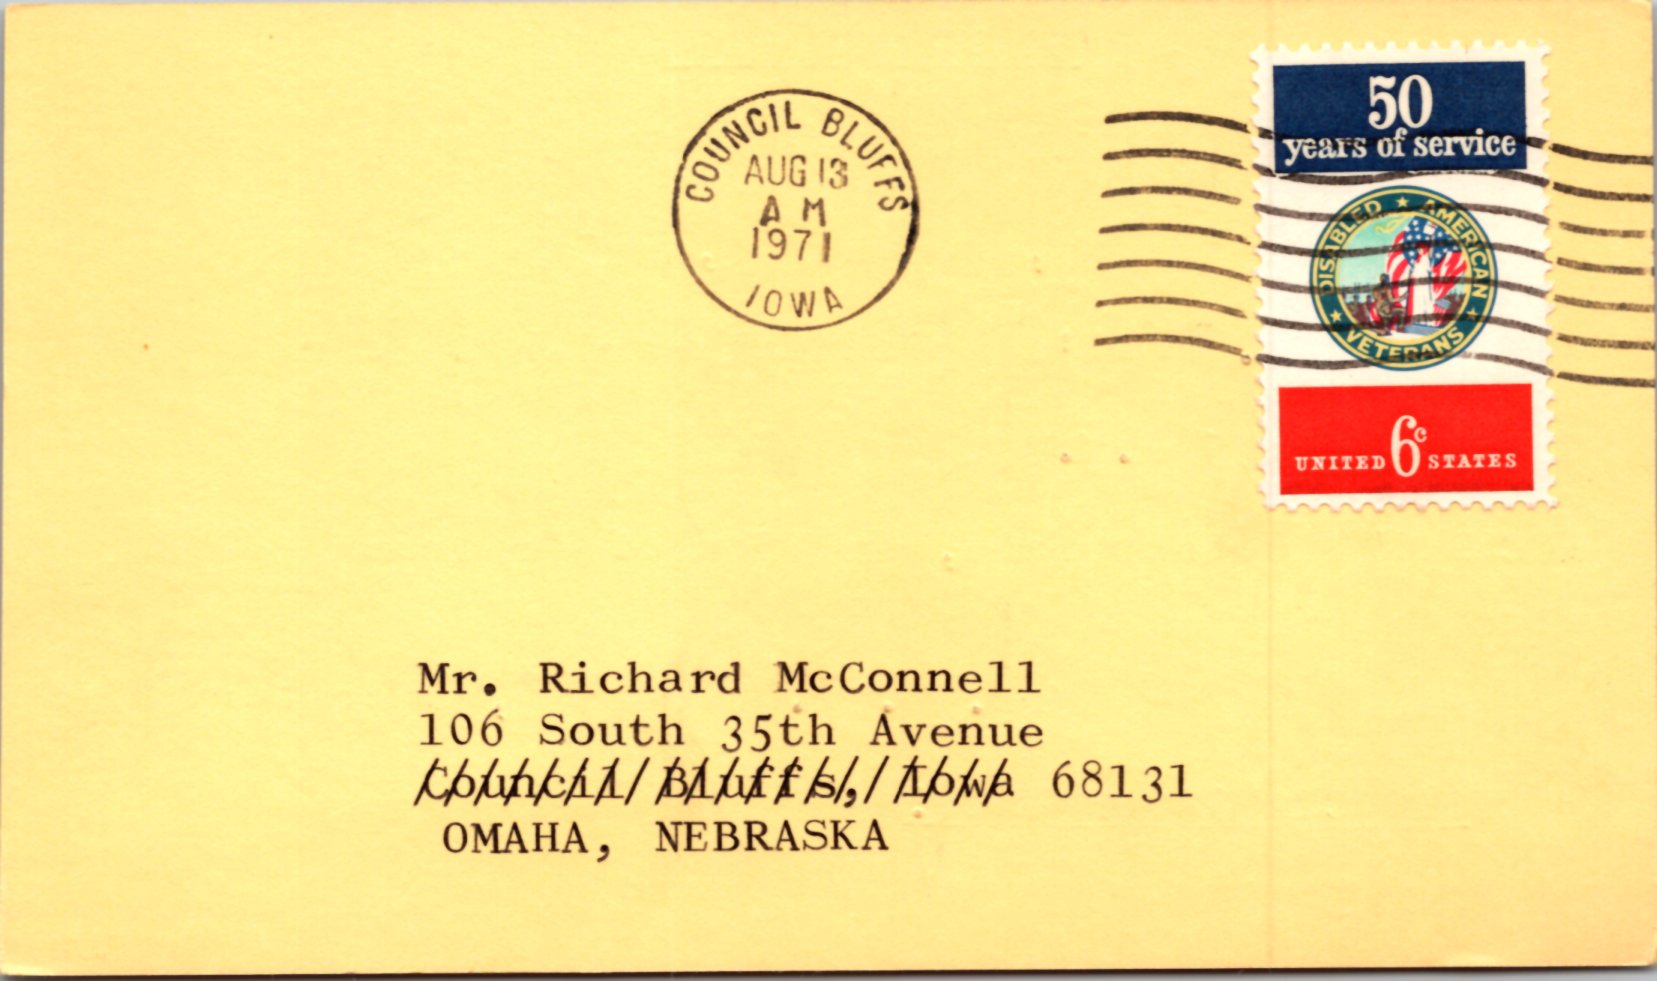 COUNCIL BLUFFS
AUG 13
A M
1971
IOWA
50
years of service
DISABLED ★ AMERICAN ★ VETERANS ★
UNITED 6c STATES
Mr. Richard McConnell
106 South 35th Avenue
Council Bluffs, Iowa 68131
OMAHA, NEBRASKA